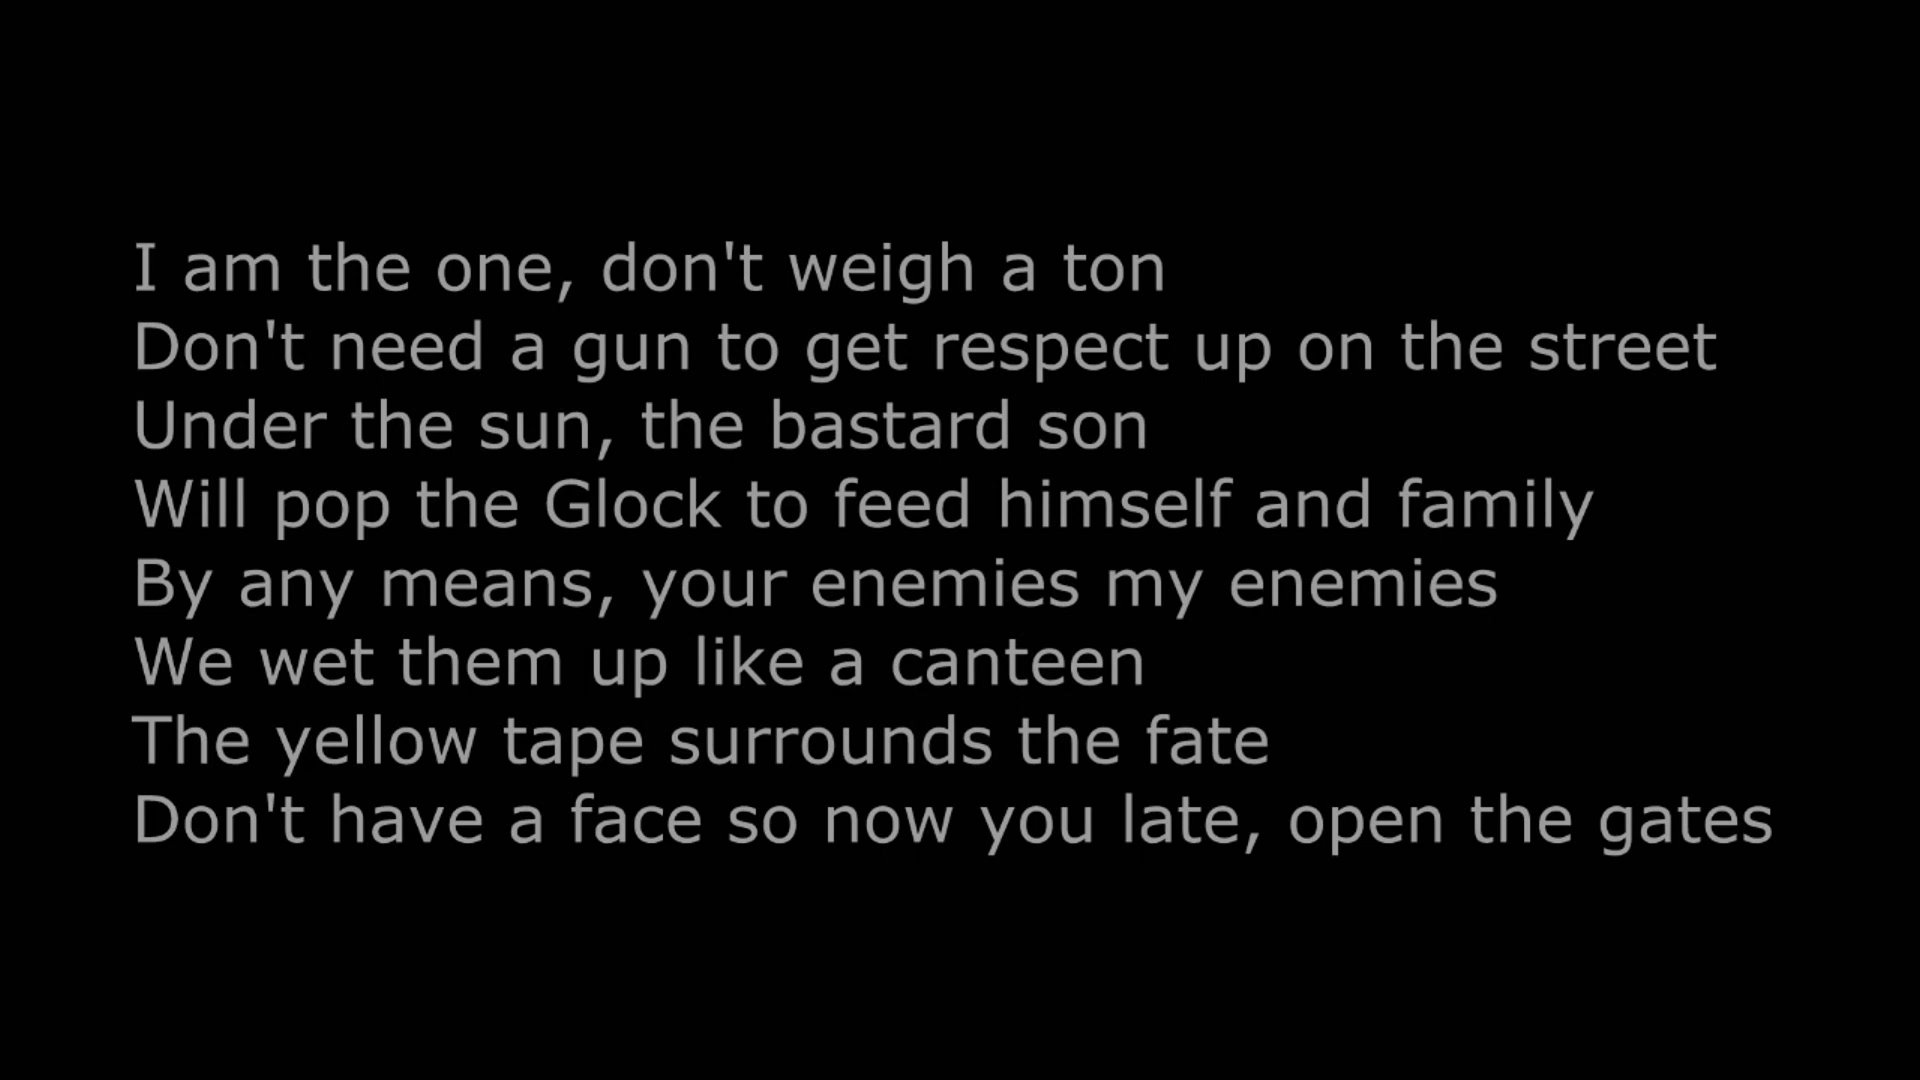 I am the one, don't weigh a ton
Don't need a gun to get respect up on the street
Under the sun, the bastard son
Will pop the Glock to feed himself and family
By any means, your enemies my enemies
We wet them up like a canteen
The yellow tape surrounds the fate
Don't have a face so now you late, open the gates